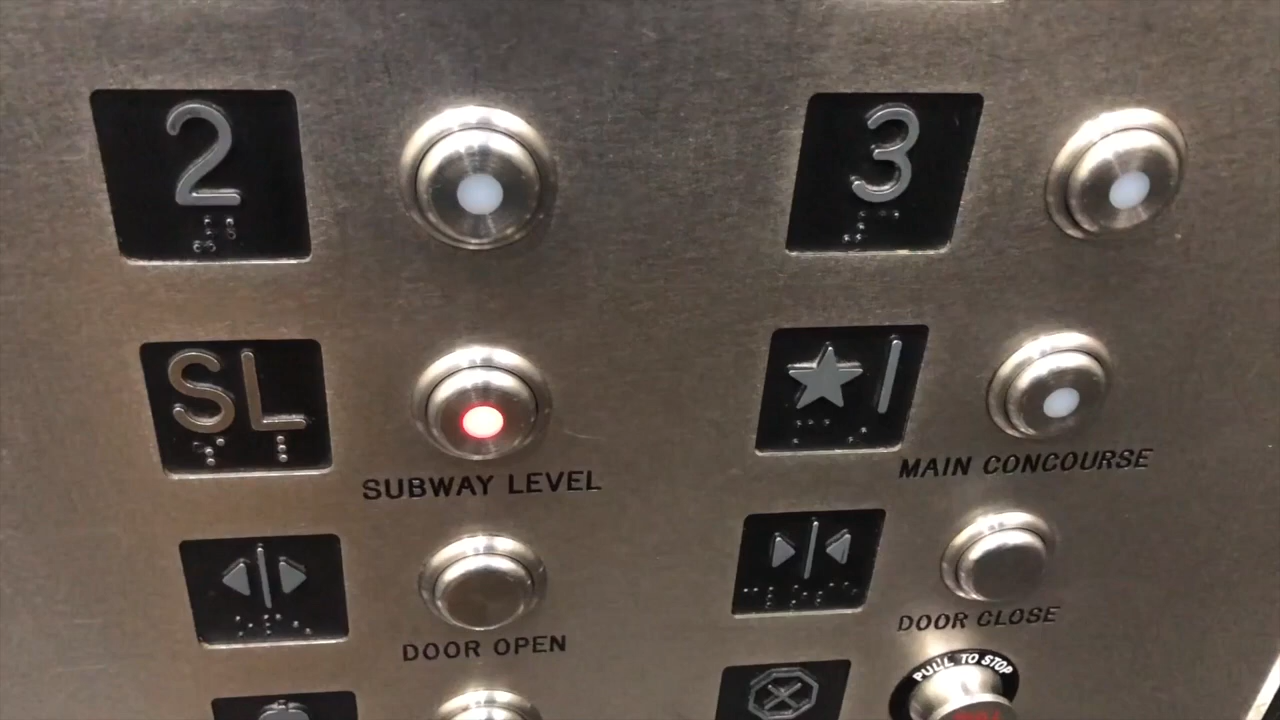 2
3
SL
SUBWAY LEVEL
★|
MAIN CONCOURSE
DOOR OPEN
DOOR CLOSE
PULL TO STOP